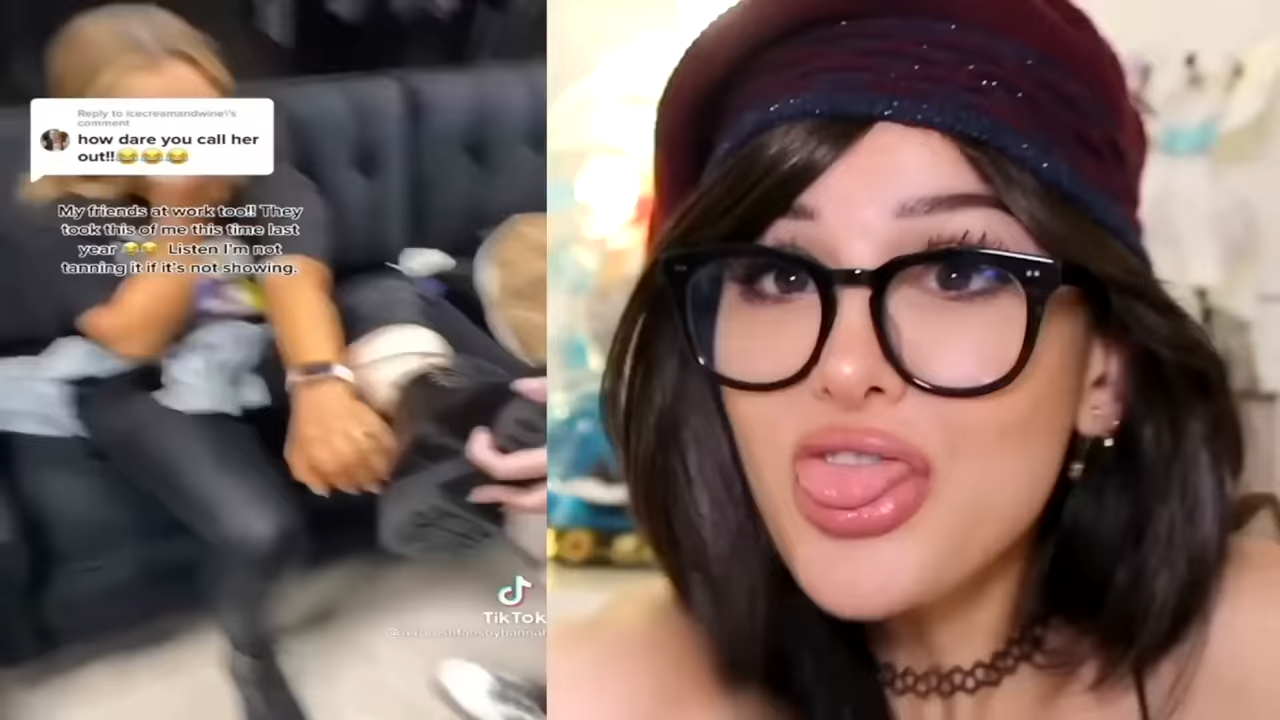 Reply to icecreamandwine\'s
comment
how dare you call her
out!!😂😂😂
My friends at work too!! They
took this of me this time last
year 😂😂 Listen I'm not
tanning it if it's not showing.
TikTok